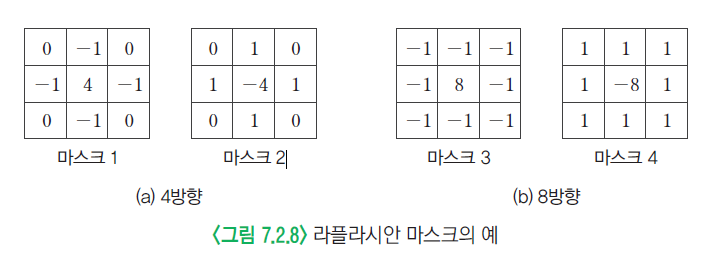 0 −1 0 0 1 0 −1 −1 −1 1 1 1
−1 4 −1 1 −4 1 −1 8 −1 1 −8 1
0 −1 0 0 1 0 −1 −1 −1 1 1 1
마스크 1 마스크 2 마스크 3 마스크 4
(a) 4방향 (b) 8방향
〈그림 7.2.8〉 라플라시안 마스크의 예